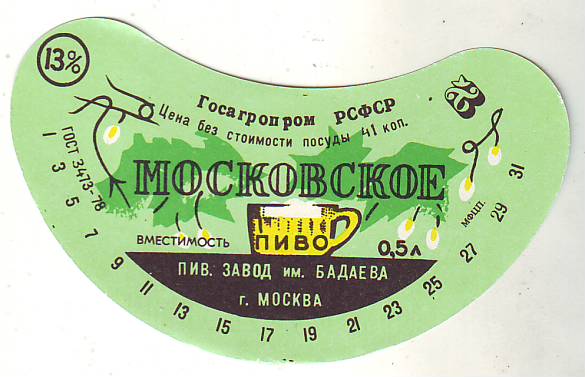 13%
Госагропром РСФСР
Цена без стоимости посуды 41 коп.
ГОСТ 3473-78
МОСКОВСКОЕ
ВМЕСТИМОСТЬ
ПИВО
0,5л
МФЦП.
ПИВ. ЗАВОД им. БАДАЕВА
г. МОСКВА
1 3 5 7 9 11 13 15 17 19 21 23 25 27 29 31